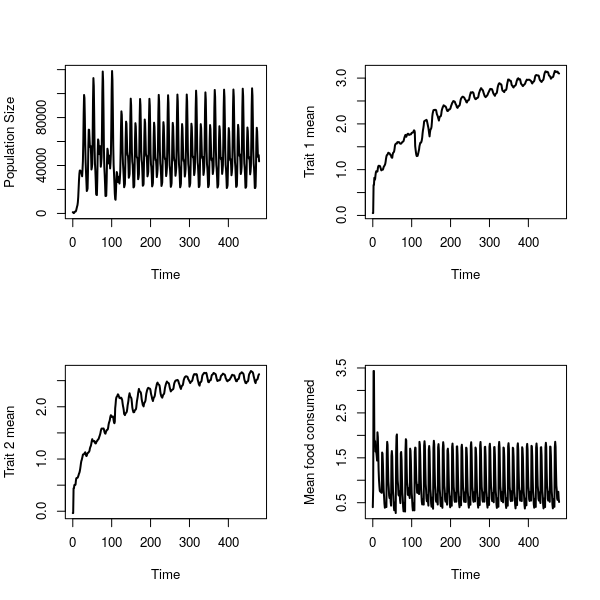 Population Size
0 40000 80000
0 100 200 300 400
Time
Trait 1 mean
0.0 1.0 2.0 3.0
0 100 200 300 400
Time
Trait 2 mean
0.0 1.0 2.0
0 100 200 300 400
Time
Mean food consumed
0.5 1.5 2.5 3.5
0 100 200 300 400
Time